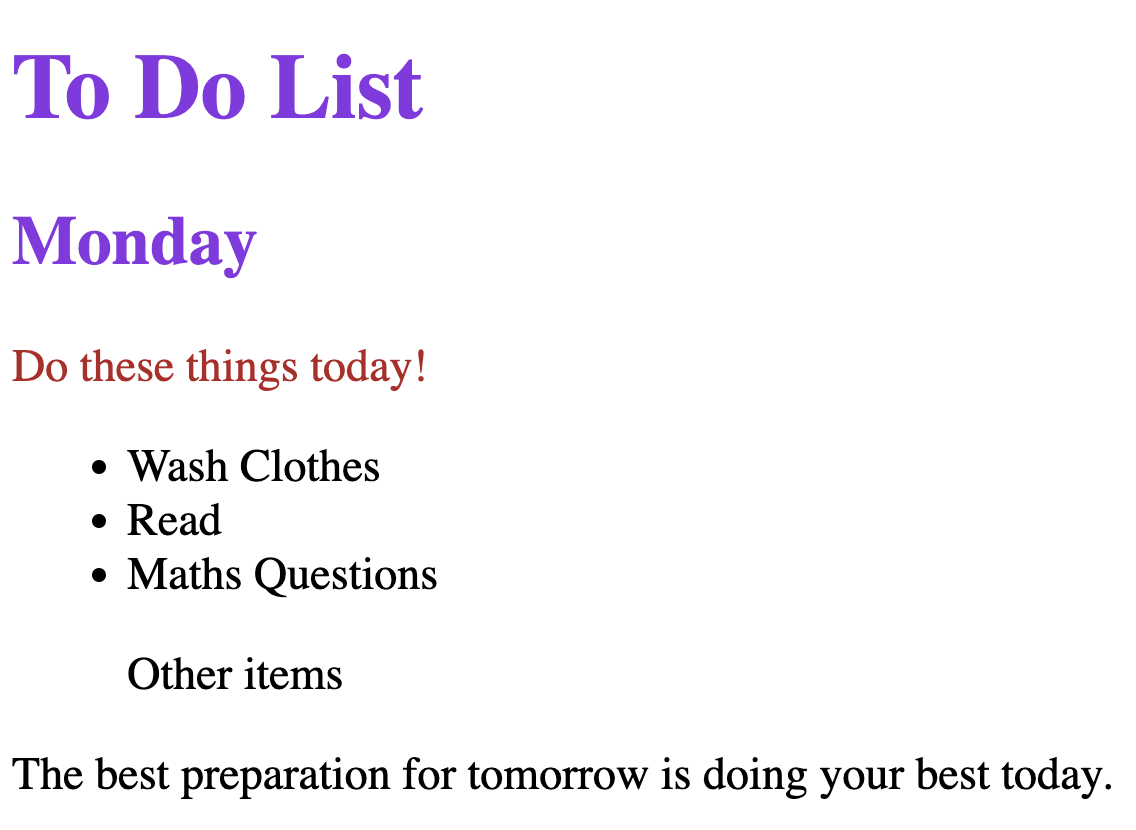 To Do List
Monday
Do these things today!
• Wash Clothes
• Read
• Maths Questions
Other items
The best preparation for tomorrow is doing your best today.